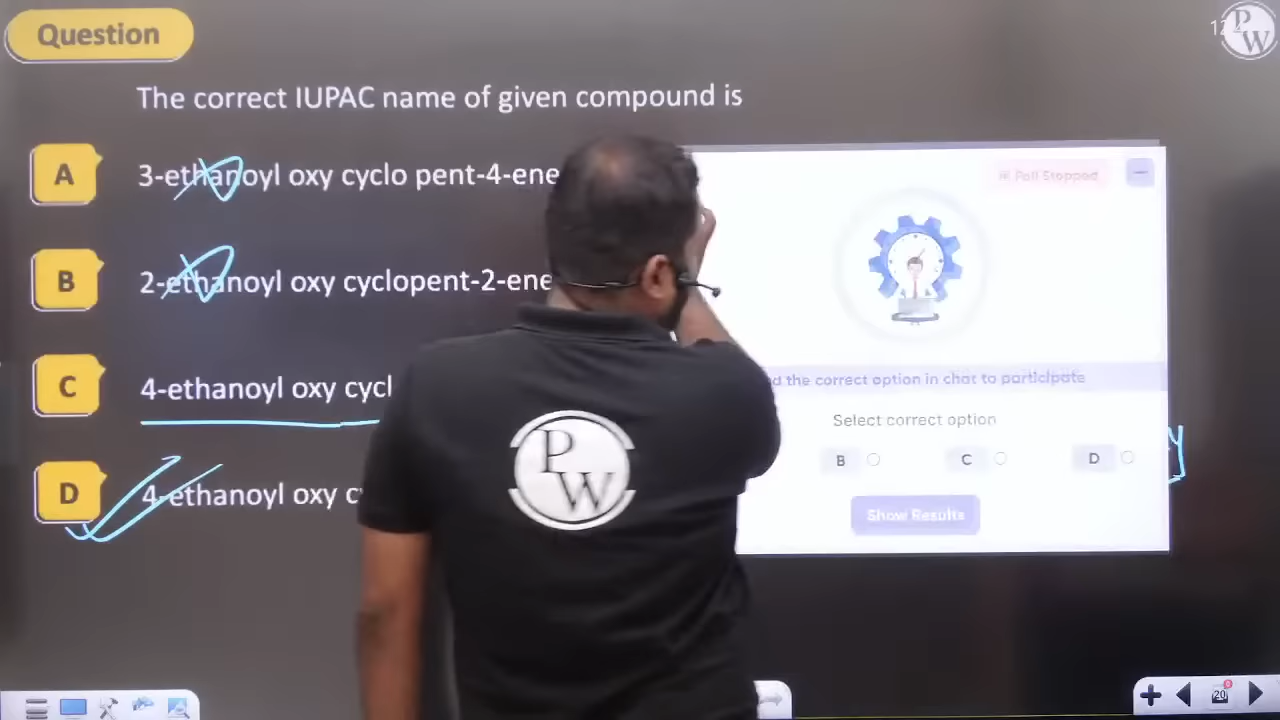 Question
The correct IUPAC name of given compound is
A
3-ethanoyl oxy cyclo pent-4-ene
B
2-ethanoyl oxy cyclopent-2-ene
C
4-ethanoyl oxy cycl
D
4-ethanoyl oxy c
PW
Poll Stopped
d the correct option in chat to participate
Select correct option
B
C
D
Show Results
y
PW
20